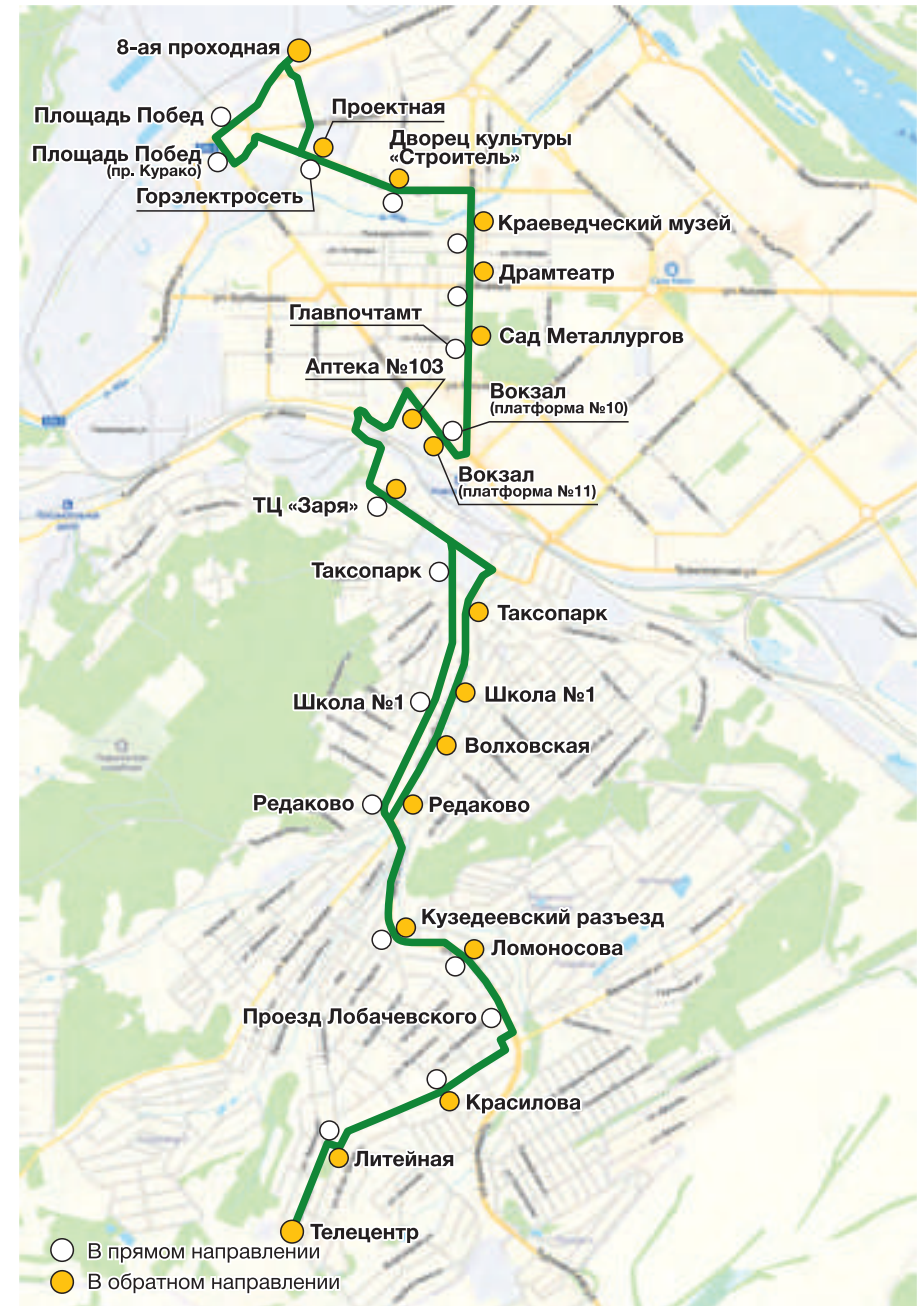 8-ая проходная
Площадь Побед
Проектная
Дворец культуры
«Строитель»
Площадь Побед
(пр. Курако)
Горэлектросеть
Краеведческий музей
Драмтеатр
Главпочтамт
Сад Металлургов
Аптека №103
Вокзал
(платформа №10)
Вокзал
(платформа №11)
ТЦ «Заря»
Таксопарк
Таксопарк
Школа №1
Школа №1
Волховская
Редаково
Редаково
Кузедеевский разъезд
Ломоносова
Проезд Лобачевского
Красилова
Литейная
Телецентр
В прямом направлении
В обратном направлении